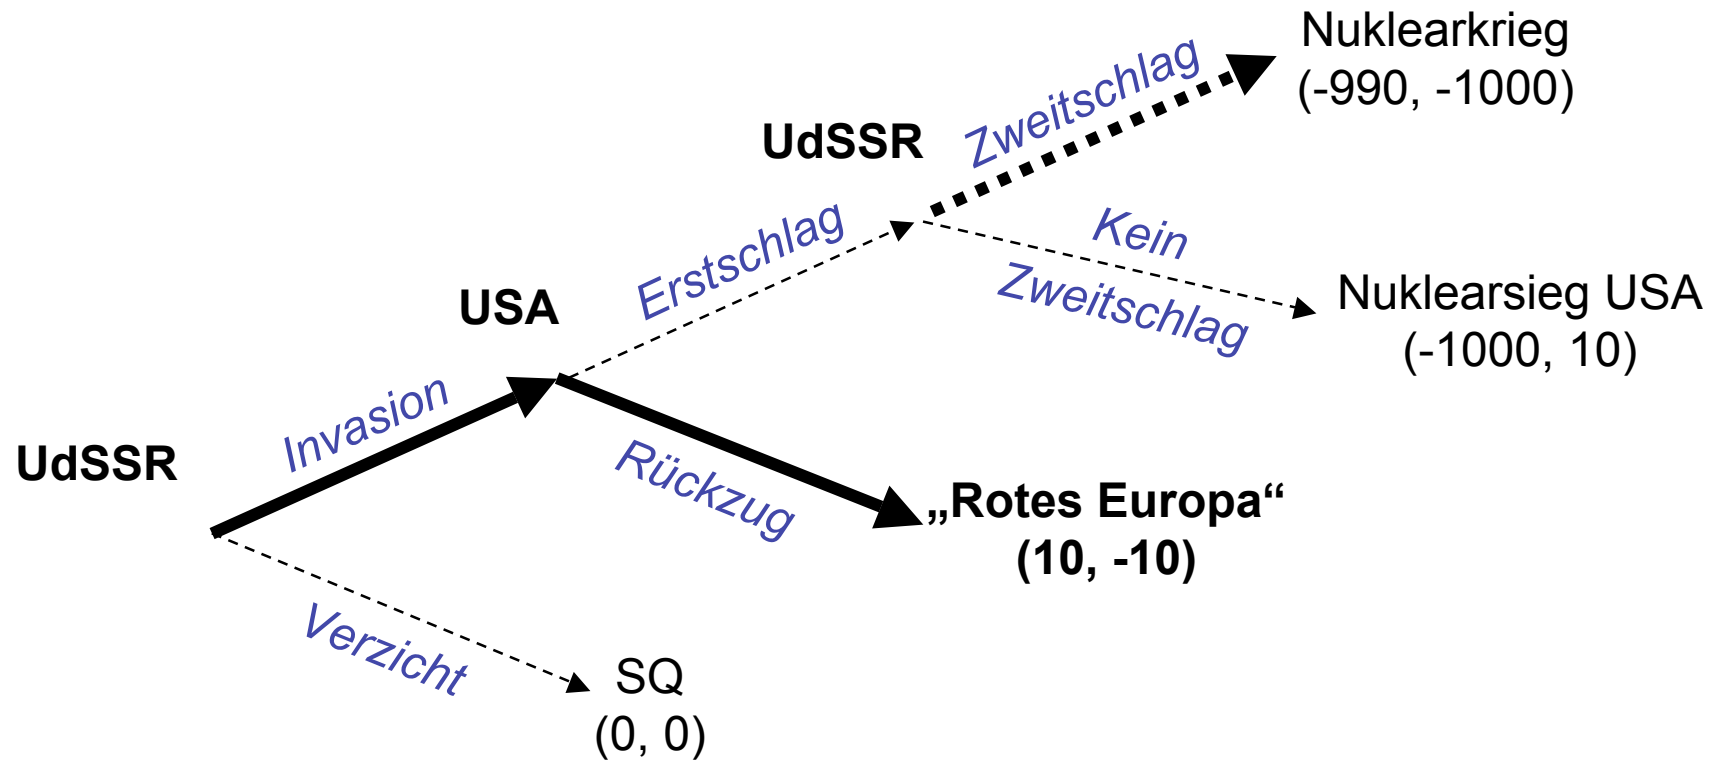 Nuklearkrieg
(-990, -1000)
Zweitschlag
UdSSR
Kein
Zweitschlag
Erstschlag
Nuklearsieg USA
(-1000, 10)
USA
Invasion
Rückzug
UdSSR
„Rotes Europa“
(10, -10)
Verzicht
SQ
(0, 0)